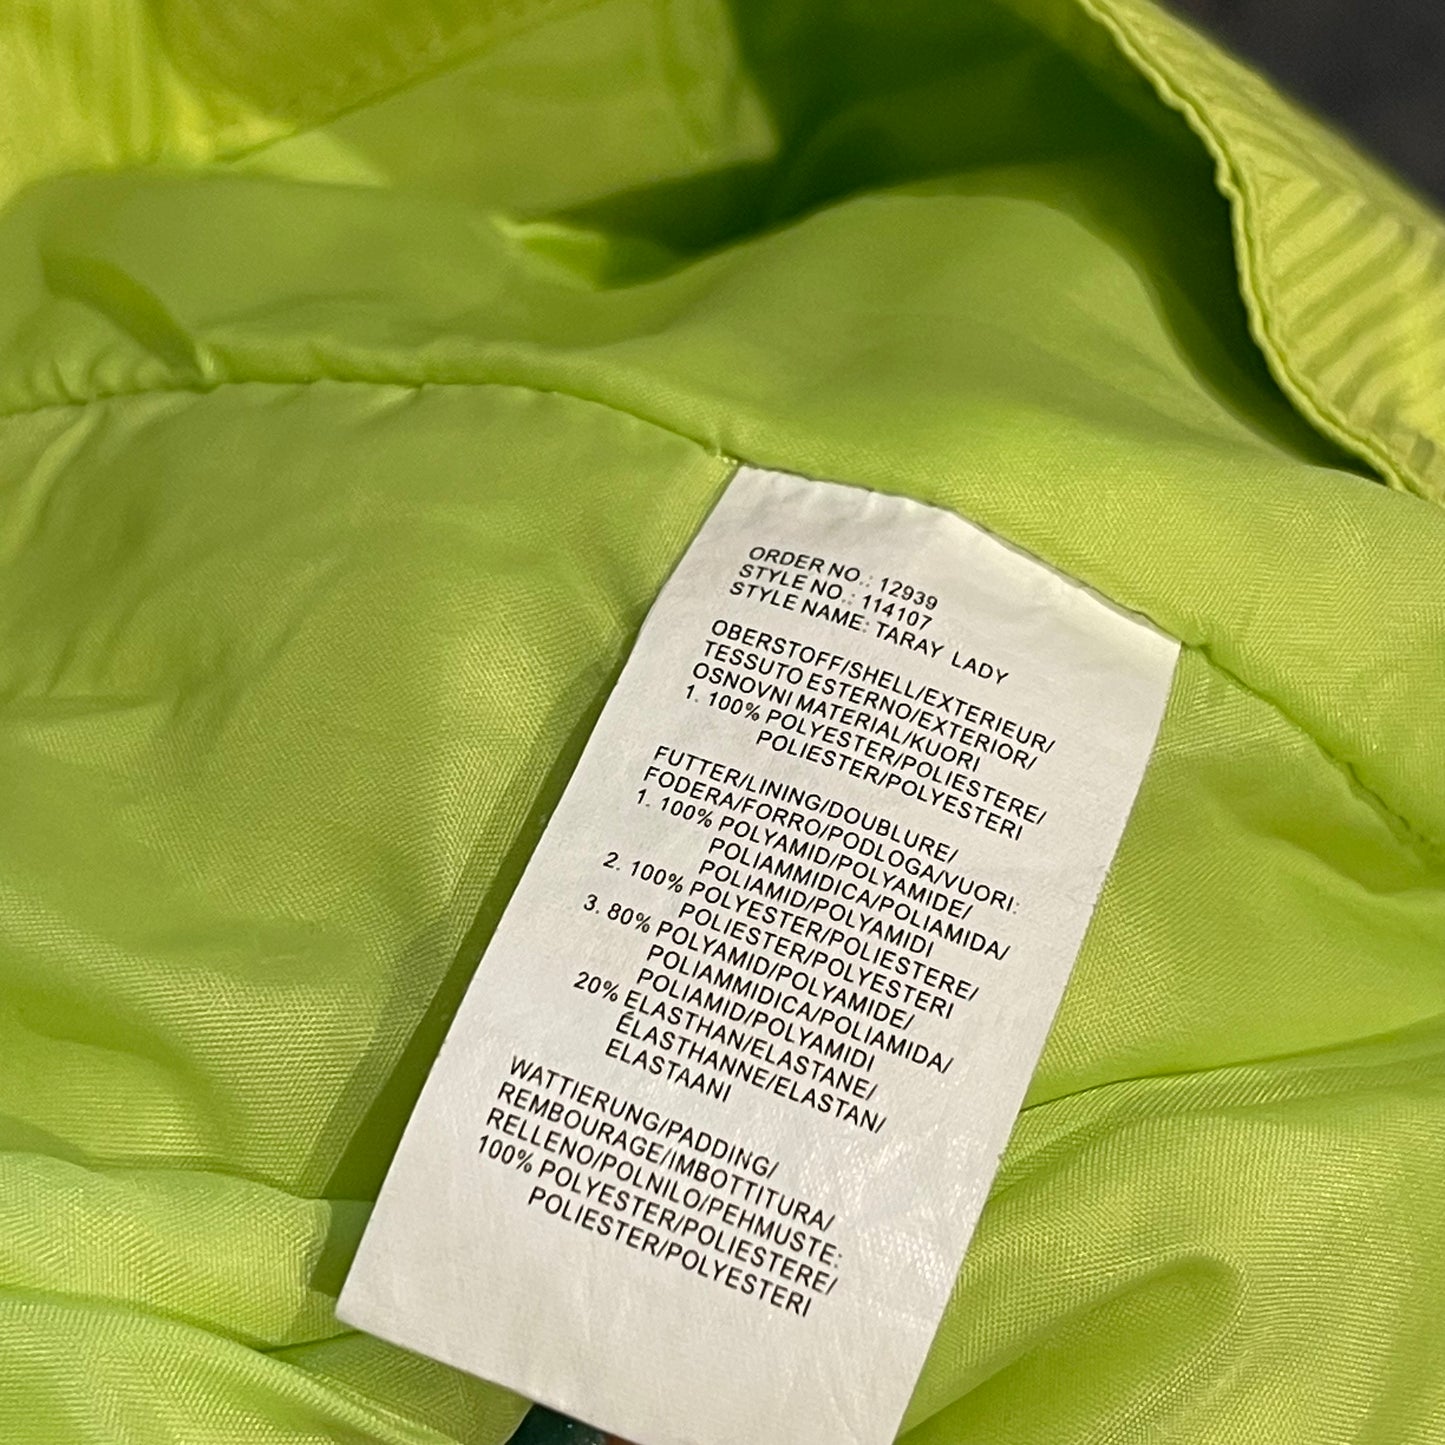 ORDER NO.: 12939
STYLE NO.: 114107
STYLE NAME: TARAY LADY
OBERSTOFF/SHELL/EXTERIEUR/
TESSUTO ESTERNO/EXTERIOR/
OSNOVNI MATERIAL/KUORI
1. 100% POLYESTER/POLIESTERE/
POLIESTER/POLYESTERI
FUTTER/LINING/DOUBLURE/
FODERA/FORRO/PODLOGA/VUORI:
1. 100% POLYAMID/POLYAMIDE/
POLIAMMIDICA/POLIAMIDA/
POLIAMID/POLYAMIDI
2. 100% POLYESTER/POLIESTERE/
POLIESTER/POLYESTERI
3. 80% POLYAMID/POLYAMIDE/
POLIAMMIDICA/POLIAMIDA/
POLIAMID/POLYAMIDI
20% ELASTHAN/ELASTANE/
ÉLASTHANNE/ELASTAN/
ELASTAANI
WATTIERUNG/PADDING/
REMBOURAGE/IMBOTTITURA/
RELLENO/POLNILO/PEHMUSTE:
100% POLYESTER/POLIESTERE/
POLIESTER/POLYESTERI